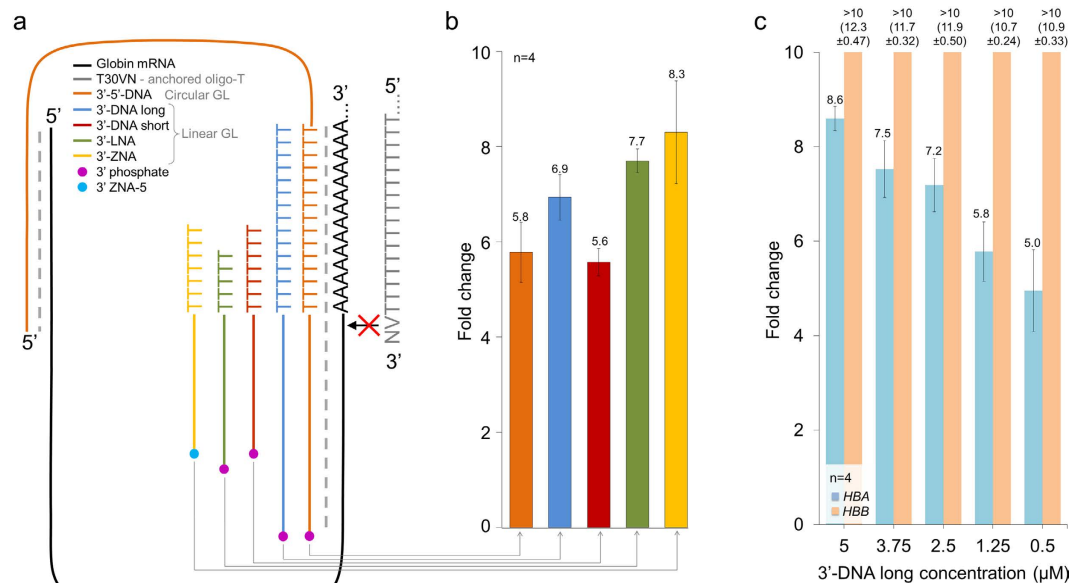 a
Globin mRNA
T30VN - anchored oligo-T
3'-5'-DNA Circular GL
3'-DNA long
3'-DNA short
3'-LNA
3'-ZNA
Linear GL
3' phosphate
3' ZNA-5
5'
5'
3'
5'
AAAAAAAAAAAAAAA...
NVTTTTTTTTTTTTTTT...
3'
b
n=4
Fold change
10
8
6
4
2
0
5.8
6.9
5.6
7.7
8.3
c
>10
(12.3
±0.47)
>10
(11.7
±0.32)
>10
(11.9
±0.50)
>10
(10.7
±0.24)
>10
(10.9
±0.33)
Fold change
10
8
6
4
2
0
8.6
7.5
7.2
5.8
5.0
n=4
HBA
HBB
5 3.75 2.5 1.25 0.5
3'-DNA long concentration (µM)